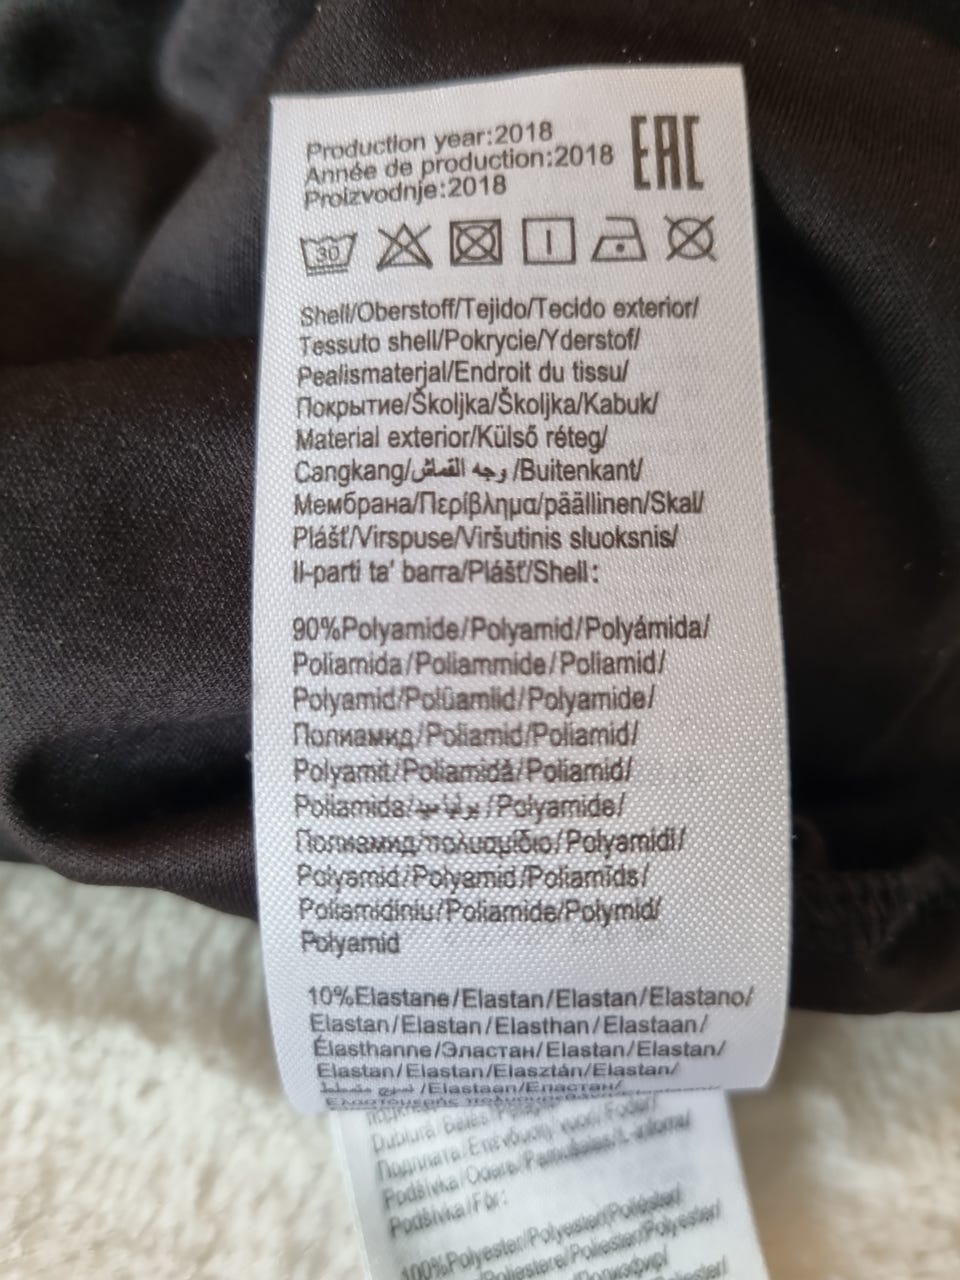 Production year:2018
Année de production:2018
Proizvodnje:2018
EAC
30
Shell/Oberstoff/Tejido/Tecido exterior/
Tessuto shell/Pokrycie/Yderstof/
Pealismaterjal/Endroit du tissu/
Покрытие/Školjka/Školjka/Kabuk/
Material exterior/Külső réteg/
Cangkang/وجه القماش/Buitenkant/
Мембрана/Περίβλημα/päällinen/Skal/
Plášť/Virspuse/Viršutinis sluoksnis/
Il-parti ta' barra/Plášť/Shell:
90%Polyamide/Polyamid/Polyámida/
Poliamida/Poliammide/Poliamid/
Polyamid/Polüamiid/Polyamide/
Полиамид/Poliamid/Poliamid/
Polyamit/Poliamidă/Poliamid/
Poliamida/بوليا ميد/Polyamide/
Полиамид/πολυαμίδιο/Polyamidi/
Polyamid/Polyamid/Poliamīds/
Poliamidiniu/Poliamide/Polymid/
Polyamid
10%Elastane/Elastan/Elastan/Elastano/
Elastan/Elastan/Elasthan/Elastaan/
Élasthanne/Эластан/Elastan/Elastan/
Elastan/Elastan/Elasztán/Elastan/
/Elastaan/Еластан/
Podšívka/Fór:
100%Polyester/Polyester/Poliéster/